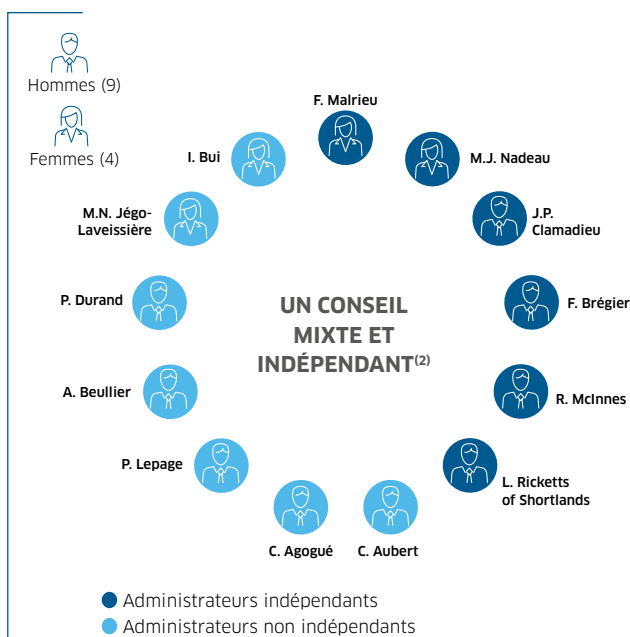 Hommes (9)
Femmes (4)
F. Malrieu
I. Bui
M.J. Nadeau
M.N. Jégo-
Laveissière
J.P.
Clamadieu
P. Durand
F. Brégier
UN CONSEIL
MIXTE ET
INDÉPENDANT(2)
A. Beullier
R. McInnes
P. Lepage
L. Ricketts
of Shortlands
C. Agogué
C. Aubert
Administrateurs indépendants
Administrateurs non indépendants